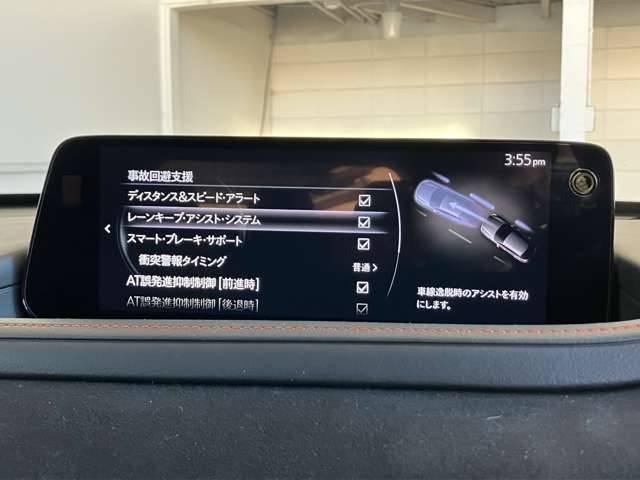 3:55pm
事故回避支援
ディスタンス&スピード・アラート
レーンキープ・アシスト・システム
スマート・ブレーキ・サポート
衝突警報タイミング
普通
AT誤発進抑制制御[前進時]
AT誤発進抑制制御[後退時]
車線逸脱時のアシストを有効
にします。